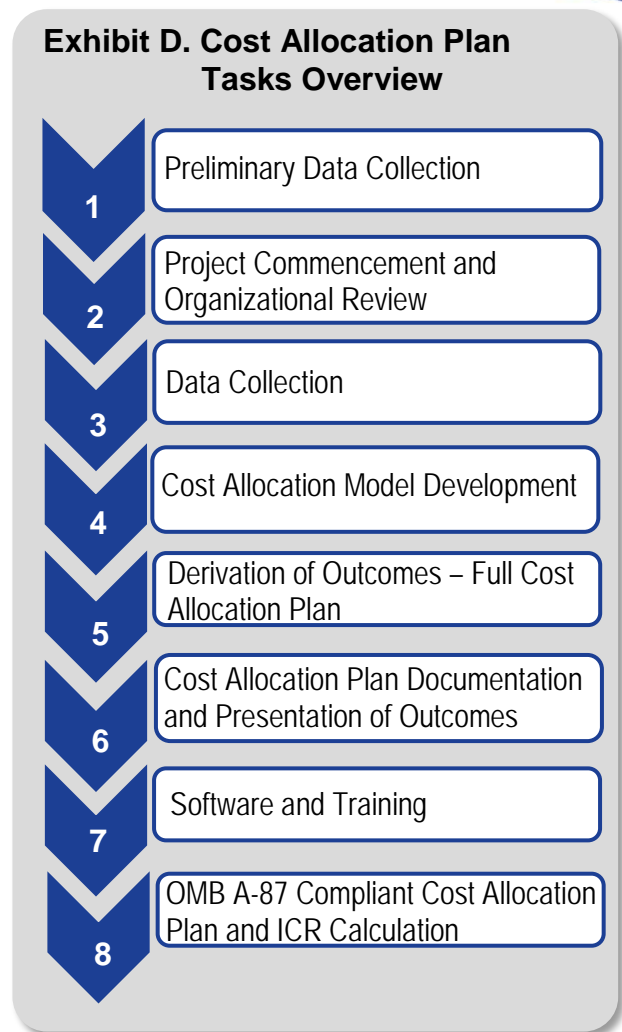 Exhibit D. Cost Allocation Plan
Tasks Overview
1
Preliminary Data Collection
2
Project Commencement and
Organizational Review
3
Data Collection
4
Cost Allocation Model Development
5
Derivation of Outcomes – Full Cost
Allocation Plan
6
Cost Allocation Plan Documentation
and Presentation of Outcomes
7
Software and Training
8
OMB A-87 Compliant Cost Allocation
Plan and ICR Calculation